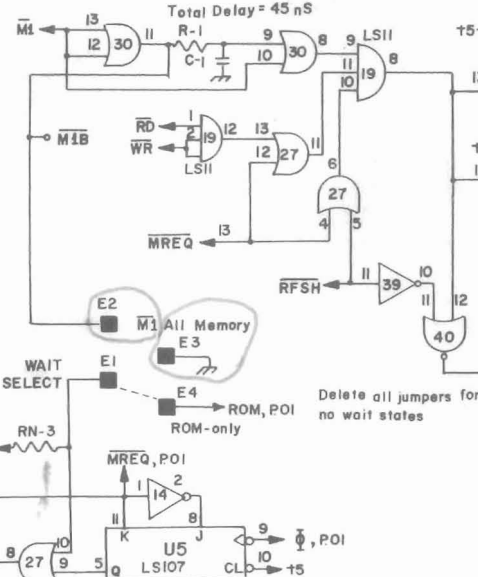 Total Delay = 45 nS
M1 13 12 30 11 R-1 C-1 9 10 30 8 LS11 9 11 10 19 8 +5
M1B
RD 1 2 19 12 13 11
WR LS11 12 27
6
27
MREQ 13 4 5
RFSH 11 39 10 11 12
40
E2 M1 All Memory
E3
WAIT E1
SELECT E4
ROM, P.01
ROM-only
Delete all jumpers for
no wait states
RN-3
MREQ, P.01
1 14 2
11 8
K J 9 Φ, P.01
8 27 10 9 5 Q U5 LS107 CL 10 +5